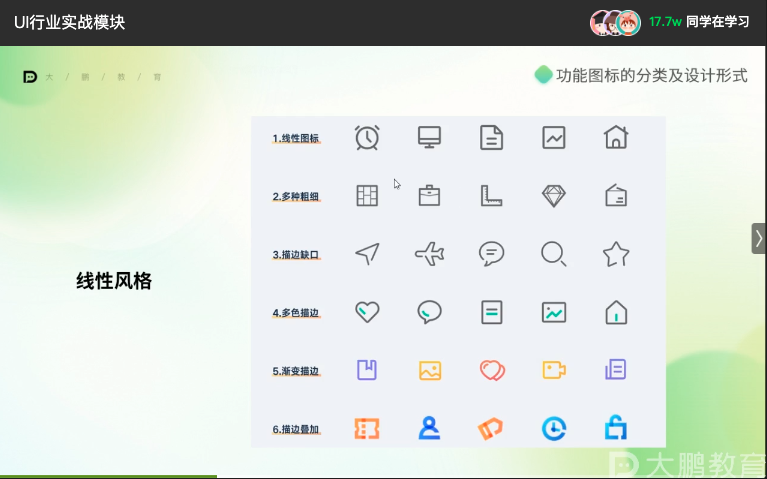 UI行业实战模块
17.7w 同学在学习
大 / 鹏 / 教 / 育
功能图标的分类及设计形式
1.线性图标
2.多种粗细
3.描边缺口
线性风格
4.多色描边
5.渐变描边
6.描边叠加
大鹏教育